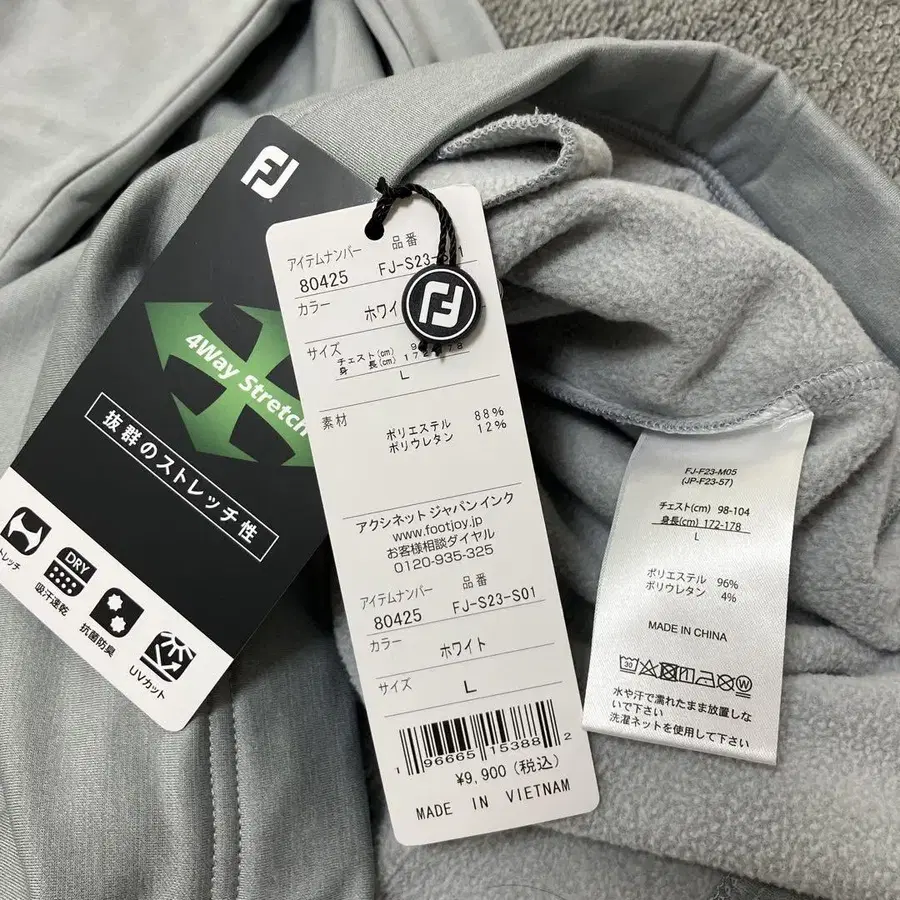 FJ
4Way Stretch
抜群のストレッチ性
トレッチ
DRY
吸汗速乾
抗菌防臭
UVカット
アイテムナンバー 品番
80425 FJ-S23-S01
カラー
ホワイ
FJ
サイズ
チェスト(cm)
身長(cm)
L
素材
ポリエステル 88%
ポリウレタン 12%
アクシネット ジャパンインク
www.footjoy.jp
お客様相談ダイヤル
0120-935-325
アイテムナンバー 品番
80425 FJ-S23-S01
カラー
ホワイト
サイズ
L
1 96665 15388 2
¥9,900 (税込)
MADE IN VIETNAM
FJ-F23-M05
(JP-F23-57)
チェスト(cm) 98-104
身長(cm) 172-178
L
ポリエステル 96%
ポリウレタン 4%
MADE IN CHINA
30 W
水や汗で濡れたまま放置しな
いで下さい
洗濯ネットを使用して下さい